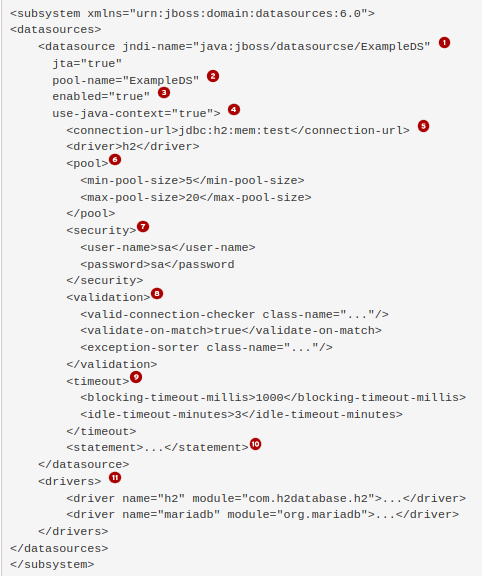 <subsystem xmlns="urn:jboss:domain:datasources:6.0">
<datasources>
    <datasource jndi-name="java:jboss/datasourcse/ExampleDS" 1
      jta="true"
      pool-name="ExampleDS" 2
      enabled="true" 3
      use-java-context="true"> 4
        <connection-url>jdbc:h2:mem:test</connection-url> 5
        <driver>h2</driver>
        <pool> 6
          <min-pool-size>5</min-pool-size>
          <max-pool-size>20</max-pool-size>
        </pool>
        <security> 7
          <user-name>sa</user-name>
          <password>sa</password
        </security>
        <validation> 8
          <valid-connection-checker class-name="..."/>
          <validate-on-match>true</validate-on-match>
          <exception-sorter class-name="..."/>
        </validation>
        <timeout> 9
          <blocking-timeout-millis>1000</blocking-timeout-millis>
          <idle-timeout-minutes>3</idle-timeout-minutes>
        </timeout>
        <statement>...</statement> 10
    </datasource>
    <drivers> 11
        <driver name="h2" module="com.h2database.h2">...</driver>
        <driver name="mariadb" module="org.mariadb">...</driver>
    </drivers>
</datasources>
</subsystem>